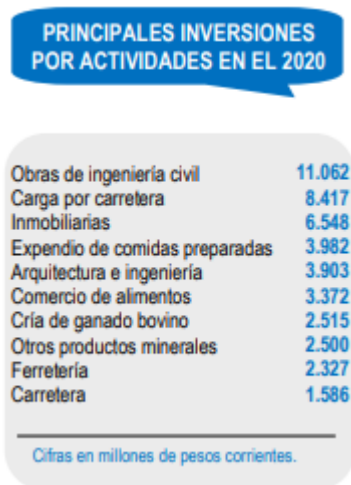 PRINCIPALES INVERSIONES
POR ACTIVIDADES EN EL 2020
Obras de ingeniería civil 11.062
Carga por carretera 8.417
Inmobiliarias 6.548
Expendio de comidas preparadas 3.982
Arquitectura e ingeniería 3.903
Comercio de alimentos 3.372
Cría de ganado bovino 2.515
Otros productos minerales 2.500
Ferretería 2.327
Carretera 1.586
Cifras en millones de pesos corrientes.